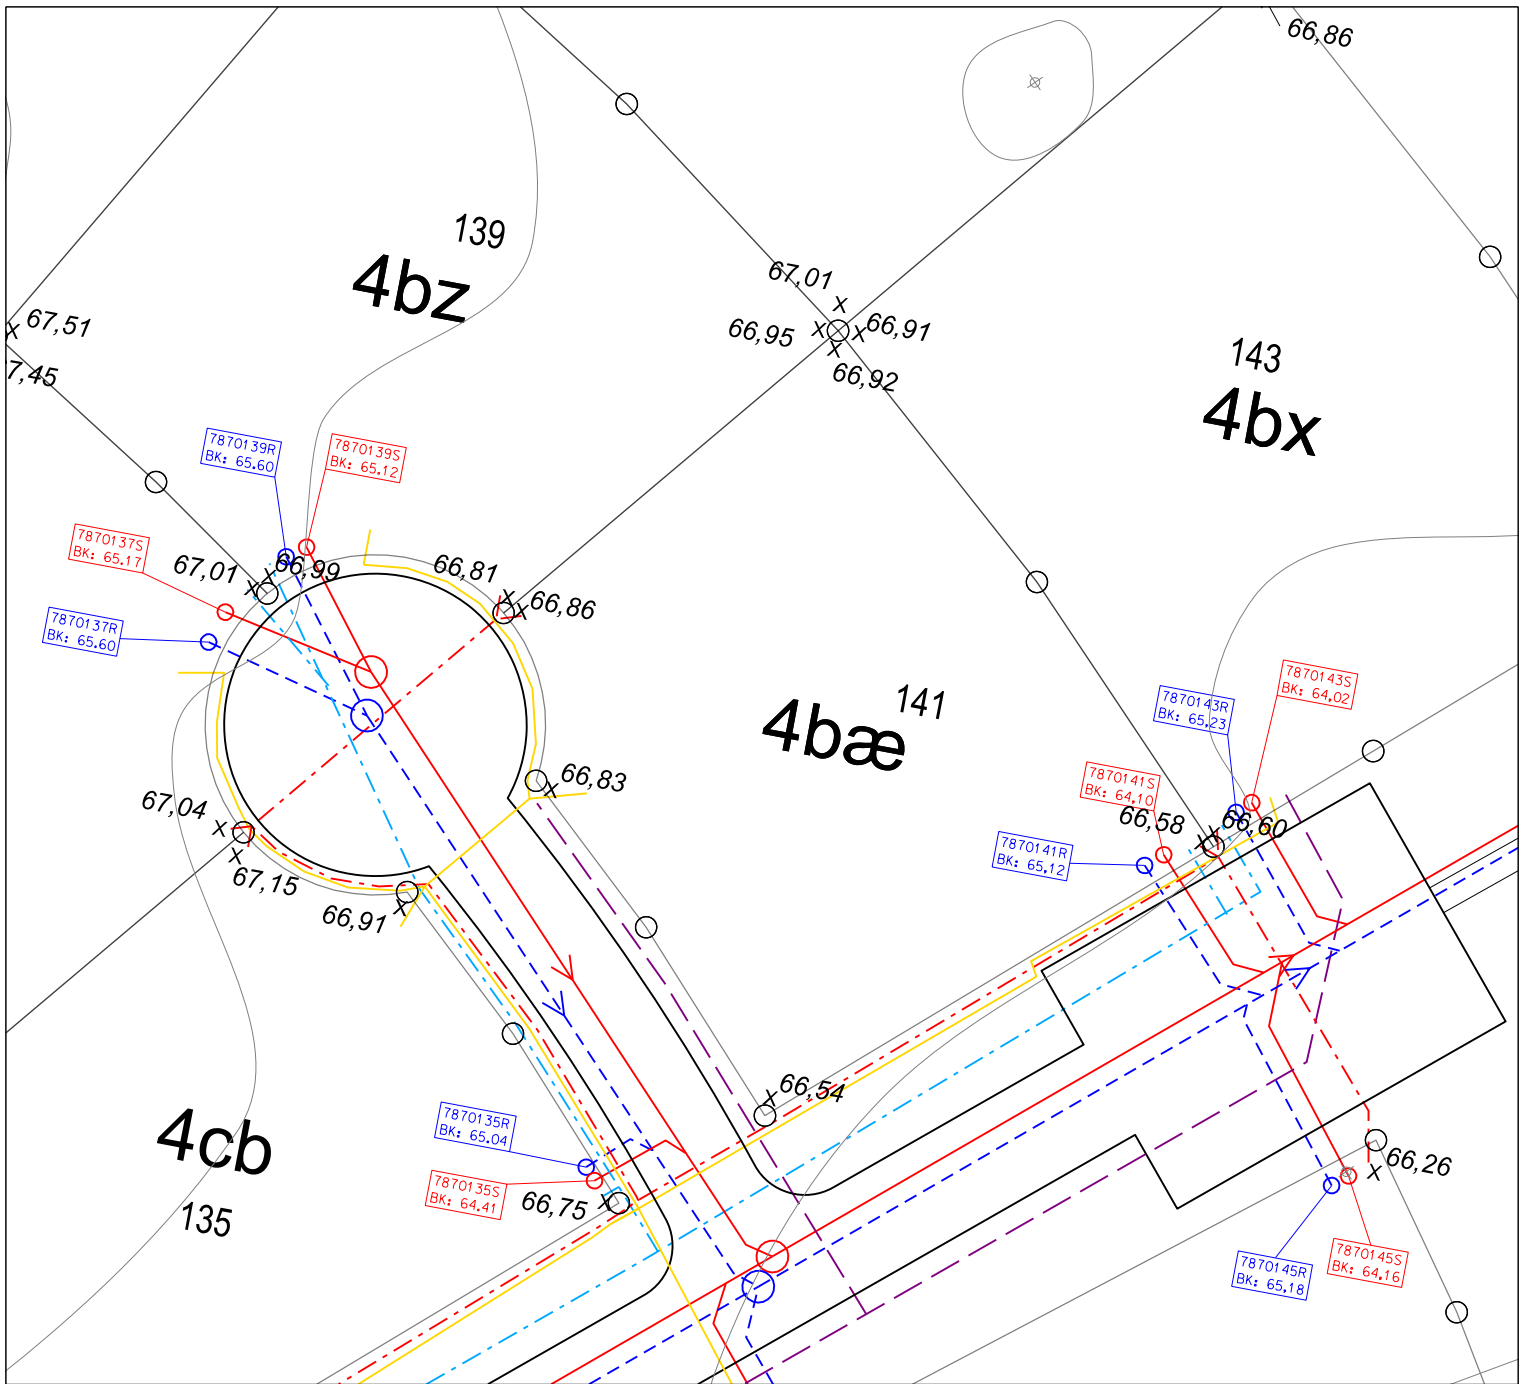 66,86
139
4bz
67,01
66,95
66,91
66,92
67,51
7,45
143
4bx
7870139R
BK: 65.60
7870139S
BK: 65.12
7870137S
BK: 65.17
67,01
66,99
66,81
66,86
7870137R
BK: 65.60
141
4bæ
7870143S
BK: 64.02
7870143R
BK: 65.23
66,83
7870141S
BK: 64.10
66,58
66,60
67,04
67,15
7870141R
BK: 65.12
66,91
66,54
7870135R
BK: 65.04
4cb
135
7870135S
BK: 64.41
66,75
66,26
7870145R
BK: 65.18
7870145S
BK: 64.16